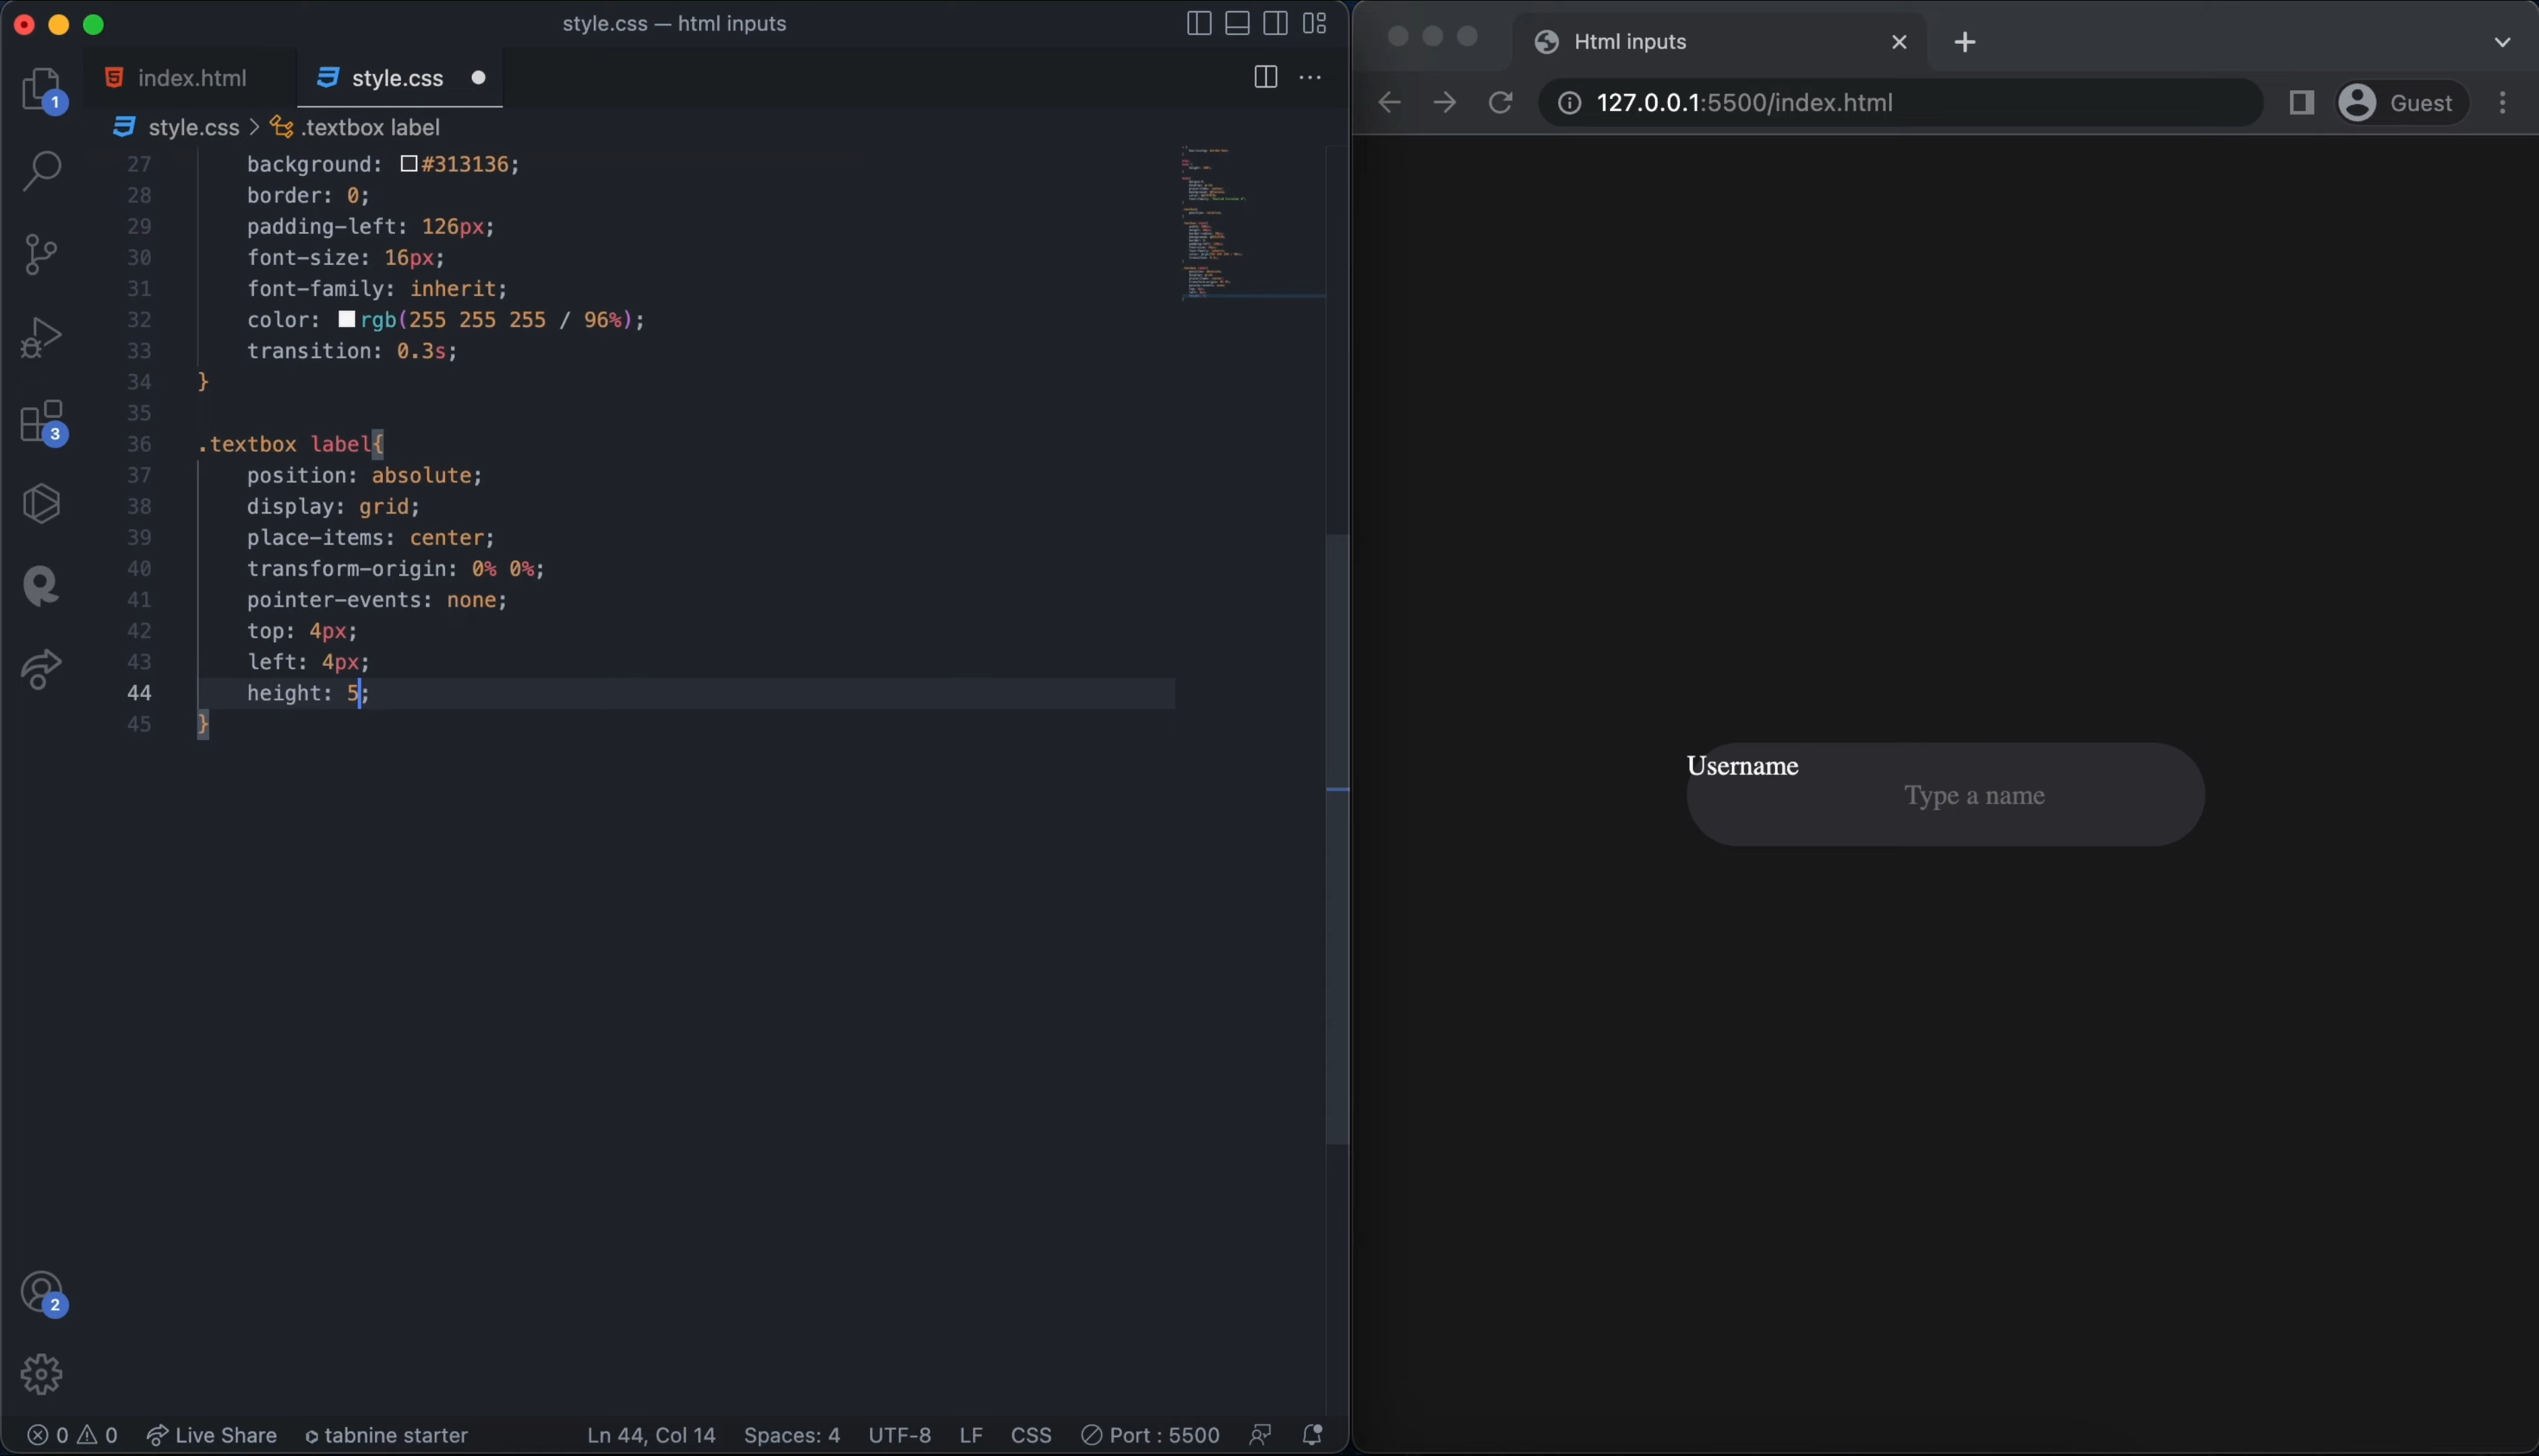 style.css — html inputs
index.html
style.css
style.css > .textbox label
27 background: #313136;
28 border: 0;
29 padding-left: 126px;
30 font-size: 16px;
31 font-family: inherit;
32 color: rgb(255 255 255 / 96%);
33 transition: 0.3s;
34 }
35
36 .textbox label{
37 position: absolute;
38 display: grid;
39 place-items: center;
40 transform-origin: 0% 0%;
41 pointer-events: none;
42 top: 4px;
43 left: 4px;
44 height: 5;
45 }
1
3
2
0 0 Live Share tabnine starter Ln 44, Col 14 Spaces: 4 UTF-8 LF CSS Port : 5500
Html inputs
127.0.0.1:5500/index.html
Guest
Username
Type a name